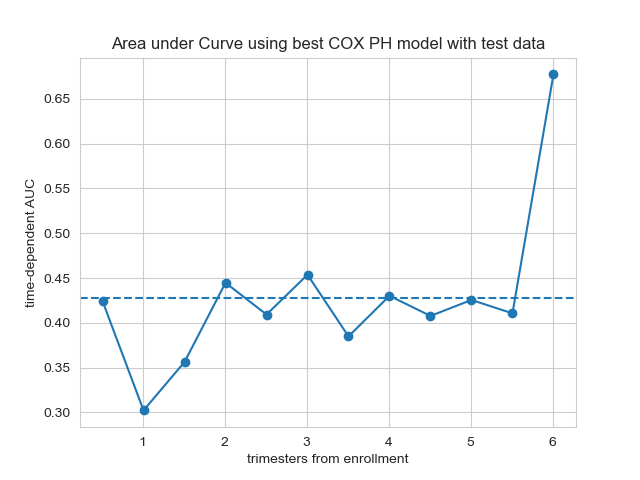 Area under Curve using best COX PH model with test data
time-dependent AUC
0.65
0.60
0.55
0.50
0.45
0.40
0.35
0.30
1 2 3 4 5 6
trimesters from enrollment